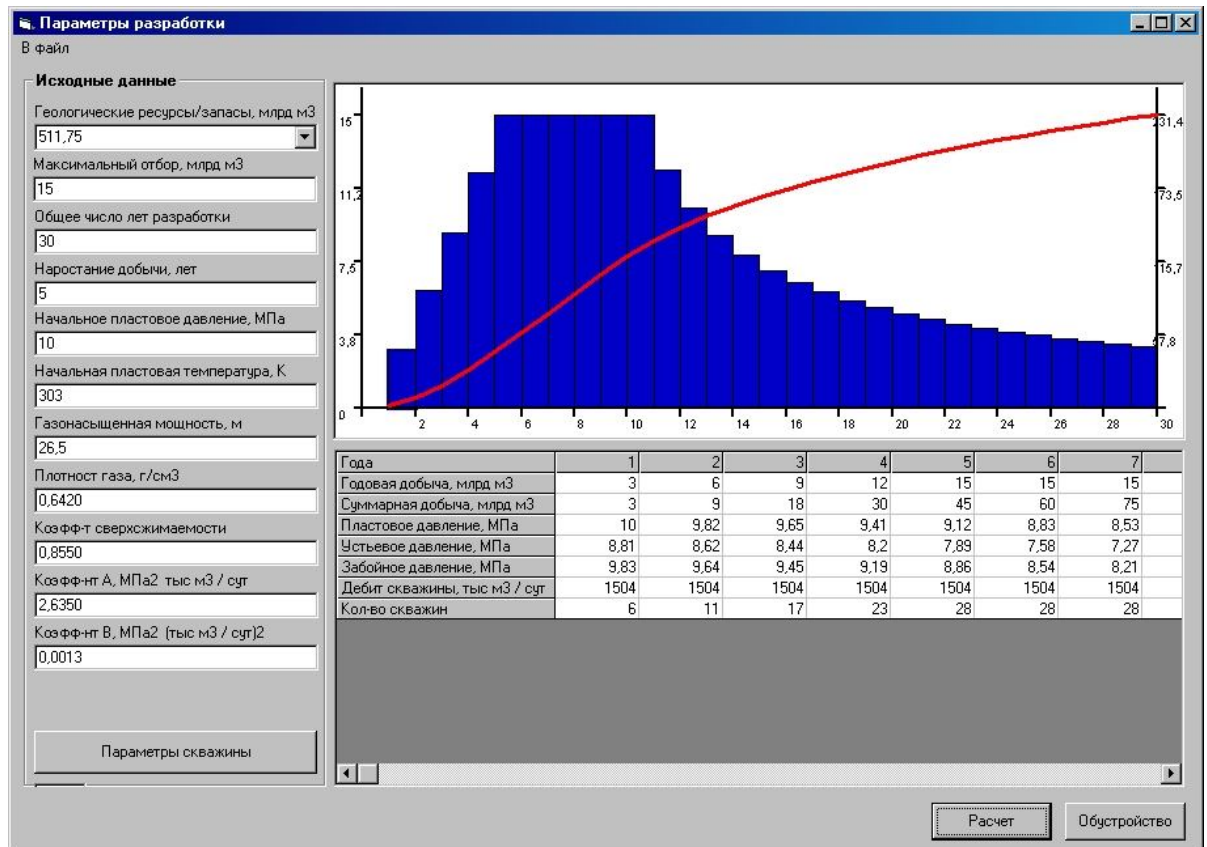 Параметры разработки
В файл
Исходные данные
Геологические ресурсы/запасы, млрд м3
511,75
Максимальный отбор, млрд м3
15
Общее число лет разработки
30
Наростание добычи, лет
5
Начальное пластовое давление, МПа
10
Начальная пластовая температура, К
303
Газонасыщенная мощность, м
26,5
Плотност газа, г/см3
0,6420
Коэфф-т сверхсжимаемости
0,8550
Коэфф-нт А, МПа2 тыс м3 / сут
2,6350
Коэфф-нт В, МПа2 (тыс м3 / сут)2
0,0013
Параметры скважины
15 231,4
11,3 173,5
7,5 115,7
3,8 57,8
0
2 4 6 8 10 12 14 16 18 20 22 24 26 28 30
Года 1 2 3 4 5 6 7
Годовая добыча, млрд м3 3 6 9 12 15 15 15
Суммарная добыча, млрд м3 3 9 18 30 45 60 75
Пластовое давление, МПа 10 9,82 9,65 9,41 9,12 8,83 8,53
Устьевое давление, МПа 8,81 8,62 8,44 8,2 7,89 7,58 7,27
Забойное давление, МПа 9,83 9,64 9,45 9,19 8,86 8,54 8,21
Дебит скважины, тыс м3 / сут 1504 1504 1504 1504 1504 1504 1504
Кол-во скважин 6 11 17 23 28 28 28
Расчет Обустройство